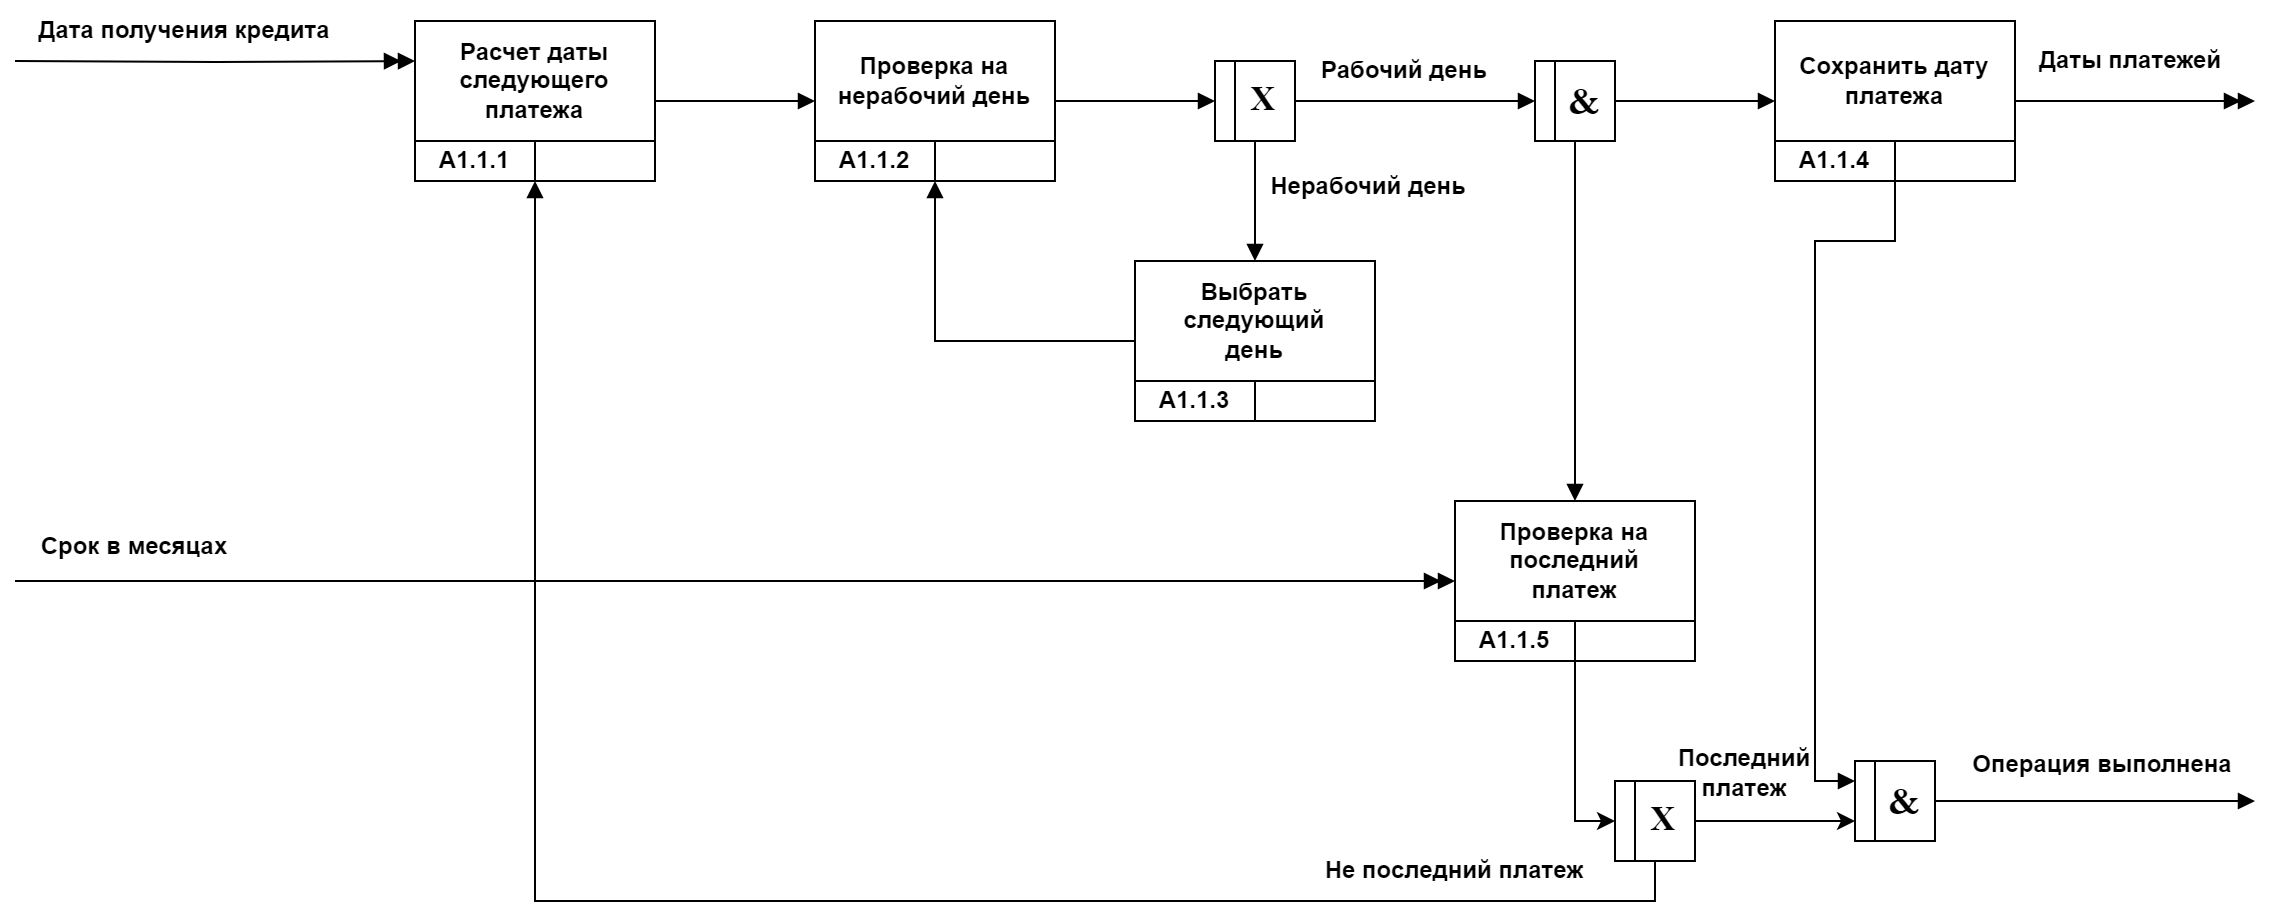 Дата получения кредита
Расчет даты
следующего
платежа
A1.1.1
Проверка на
нерабочий день
A1.1.2
X
Рабочий день
&
Сохранить дату
платежа
A1.1.4
Даты платежей
Нерабочий день
Выбрать
следующий
день
A1.1.3
Срок в месяцах
Проверка на
последний
платеж
A1.1.5
Последний
платеж
X
&
Операция выполнена
Не последний платеж